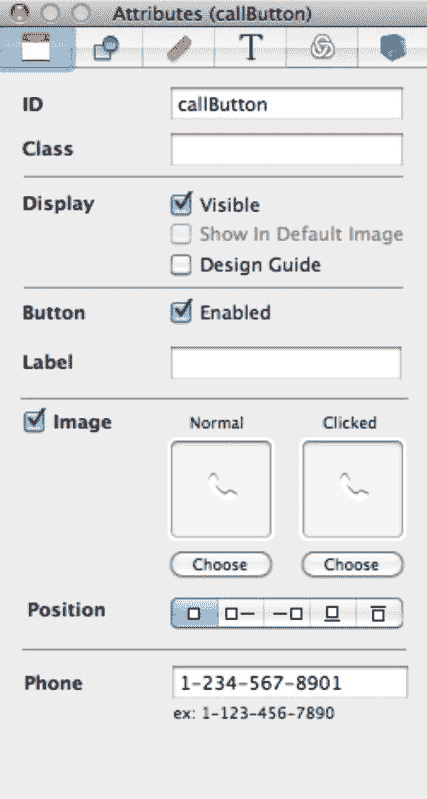 Attributes (callButton)
T
ID callButton
Class
Display Visible
Show In Default Image
Design Guide
Button Enabled
Label
Image Normal Clicked
Choose Choose
Position
Phone 1-234-567-8901
ex: 1-123-456-7890